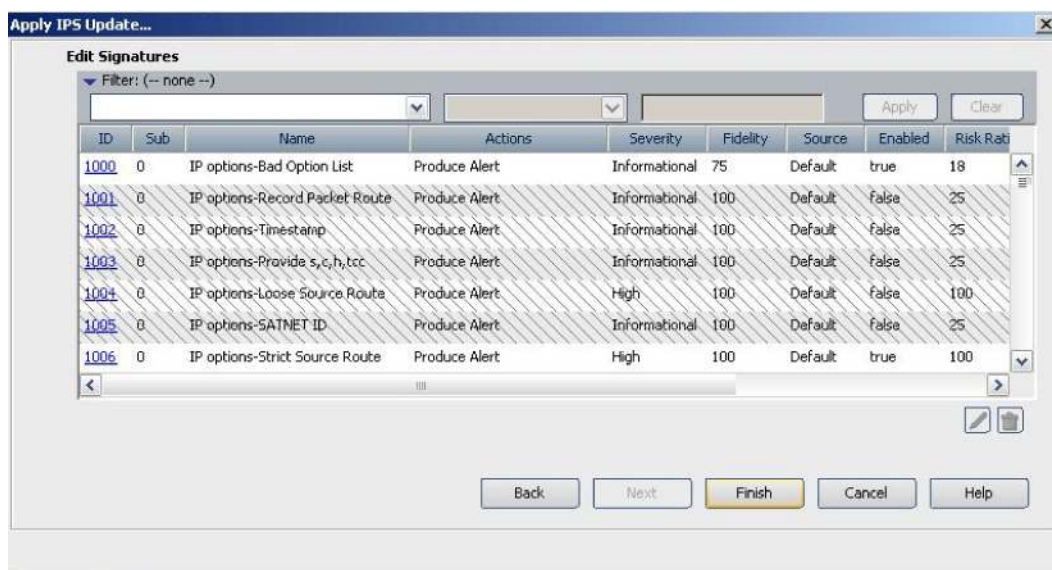 Apply IPS Update...
Edit Signatures
Filter: (-- none --)
Apply Clear
ID Sub Name Actions Severity Fidelity Source Enabled Risk Rati
1000 0 IP options-Bad Option List Produce Alert Informational 75 Default true 18
1001 0 IP options-Record Packet Route Produce Alert Informational 100 Default false 25
1002 0 IP options-Timestamp Produce Alert Informational 100 Default false 25
1003 0 IP options-Provide s,c,h,tcc Produce Alert Informational 100 Default false 25
1004 0 IP options-Loose Source Route Produce Alert High 100 Default false 100
1005 0 IP options-SATNET ID Produce Alert Informational 100 Default false 25
1006 0 IP options-Strict Source Route Produce Alert High 100 Default true 100
Back Next Finish Cancel Help